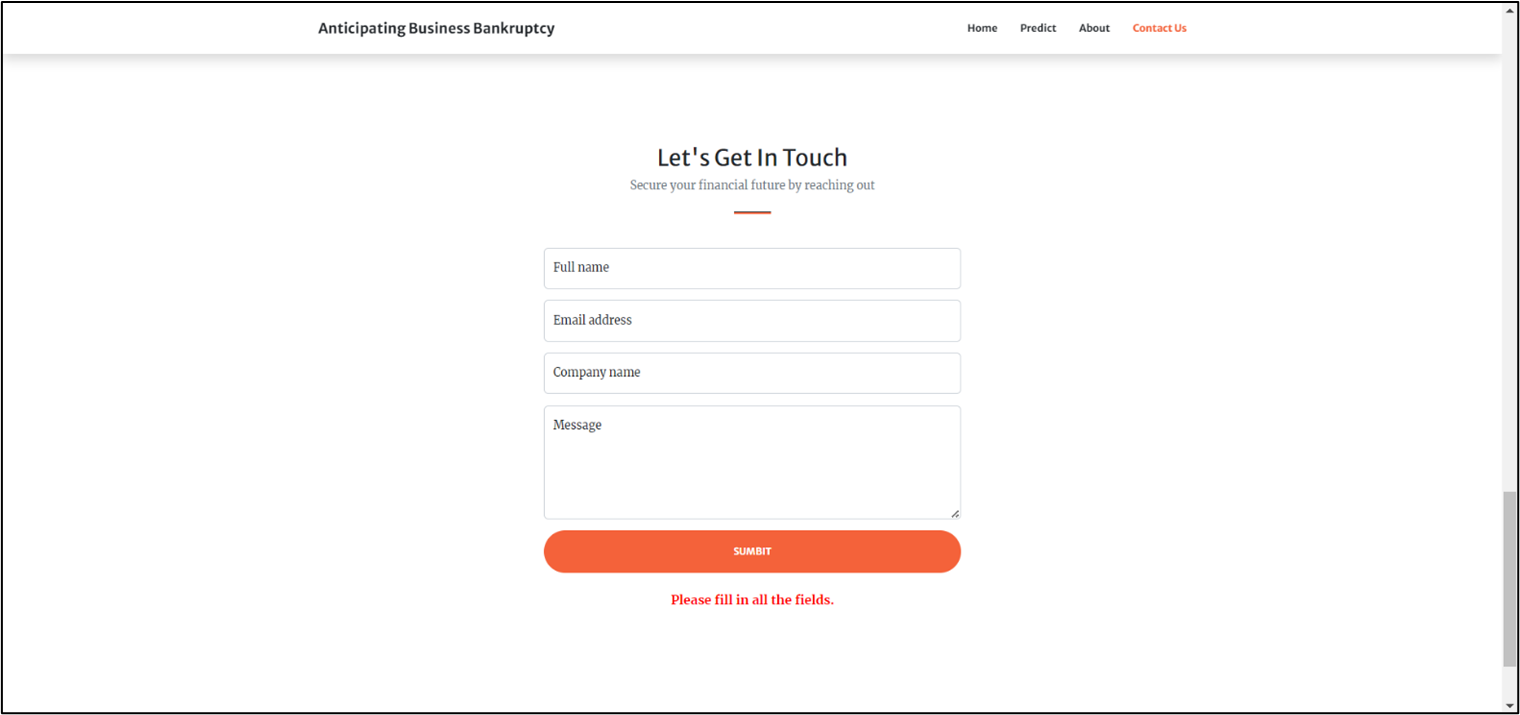 Anticipating Business Bankruptcy
Home Predict About Contact Us
Let's Get In Touch
Secure your financial future by reaching out
Full name
Email address
Company name
Message
SUMBIT
Please fill in all the fields.